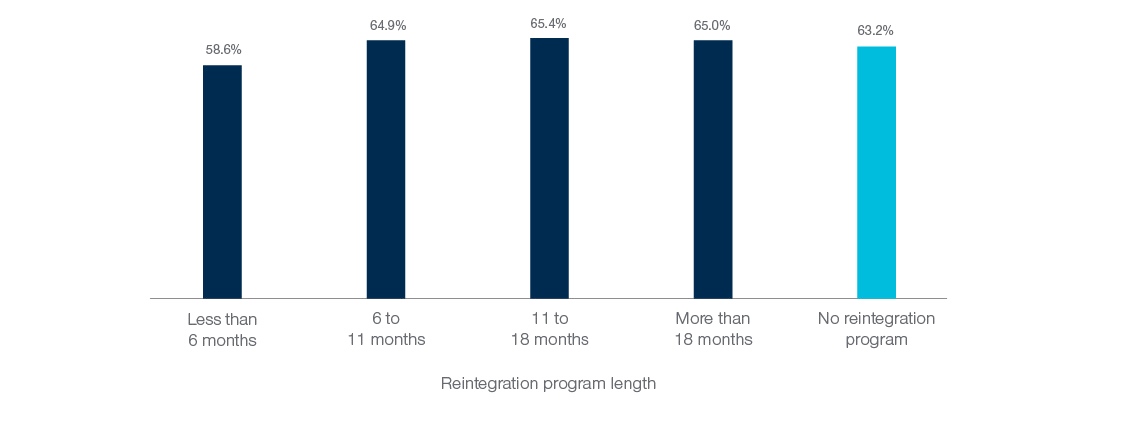 58.6%
64.9%
65.4%
65.0%
63.2%
Less than
6 months
6 to
11 months
11 to
18 months
More than
18 months
No reintegration
program
Reintegration program length